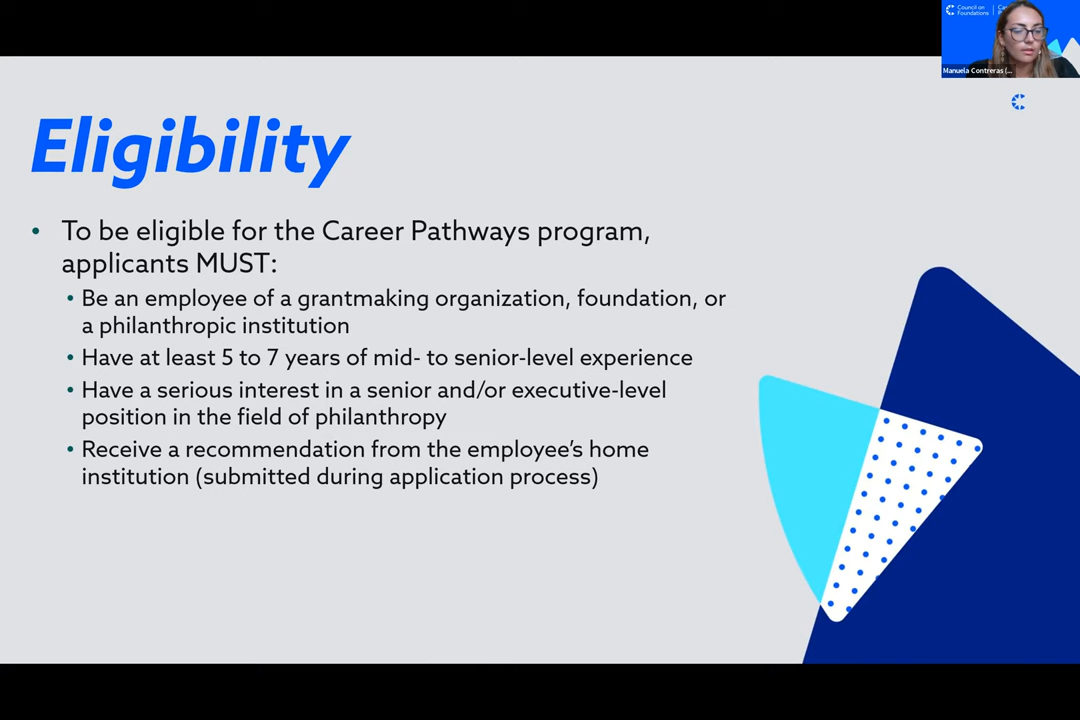 Council on
Foundations
Manuela Contreras (...
Eligibility
• To be eligible for the Career Pathways program,
applicants MUST:
• Be an employee of a grantmaking organization, foundation, or
a philanthropic institution
• Have at least 5 to 7 years of mid- to senior-level experience
• Have a serious interest in a senior and/or executive-level
position in the field of philanthropy
• Receive a recommendation from the employee’s home
institution (submitted during application process)